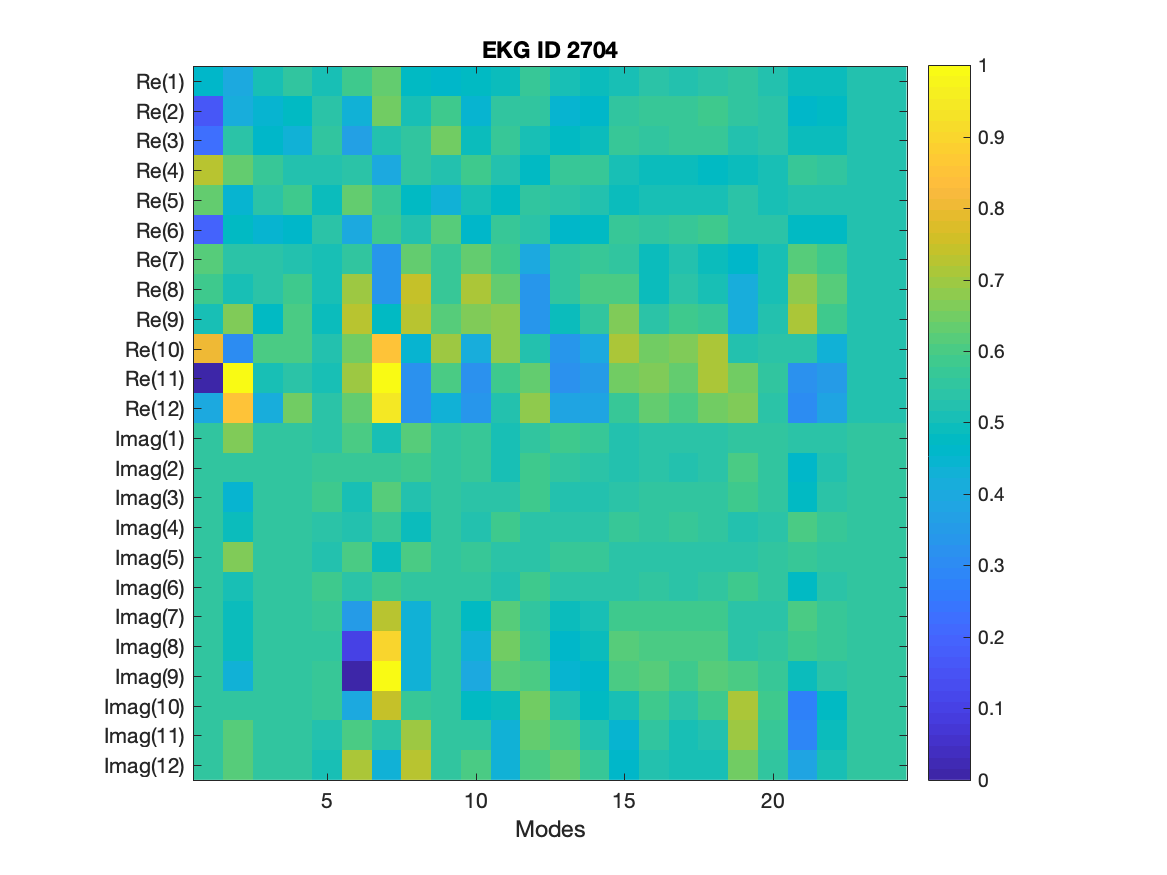 EKG ID 2704
Re(1)
Re(2)
Re(3)
Re(4)
Re(5)
Re(6)
Re(7)
Re(8)
Re(9)
Re(10)
Re(11)
Re(12)
Imag(1)
Imag(2)
Imag(3)
Imag(4)
Imag(5)
Imag(6)
Imag(7)
Imag(8)
Imag(9)
Imag(10)
Imag(11)
Imag(12)
5 10 15 20
Modes
1
0.9
0.8
0.7
0.6
0.5
0.4
0.3
0.2
0.1
0